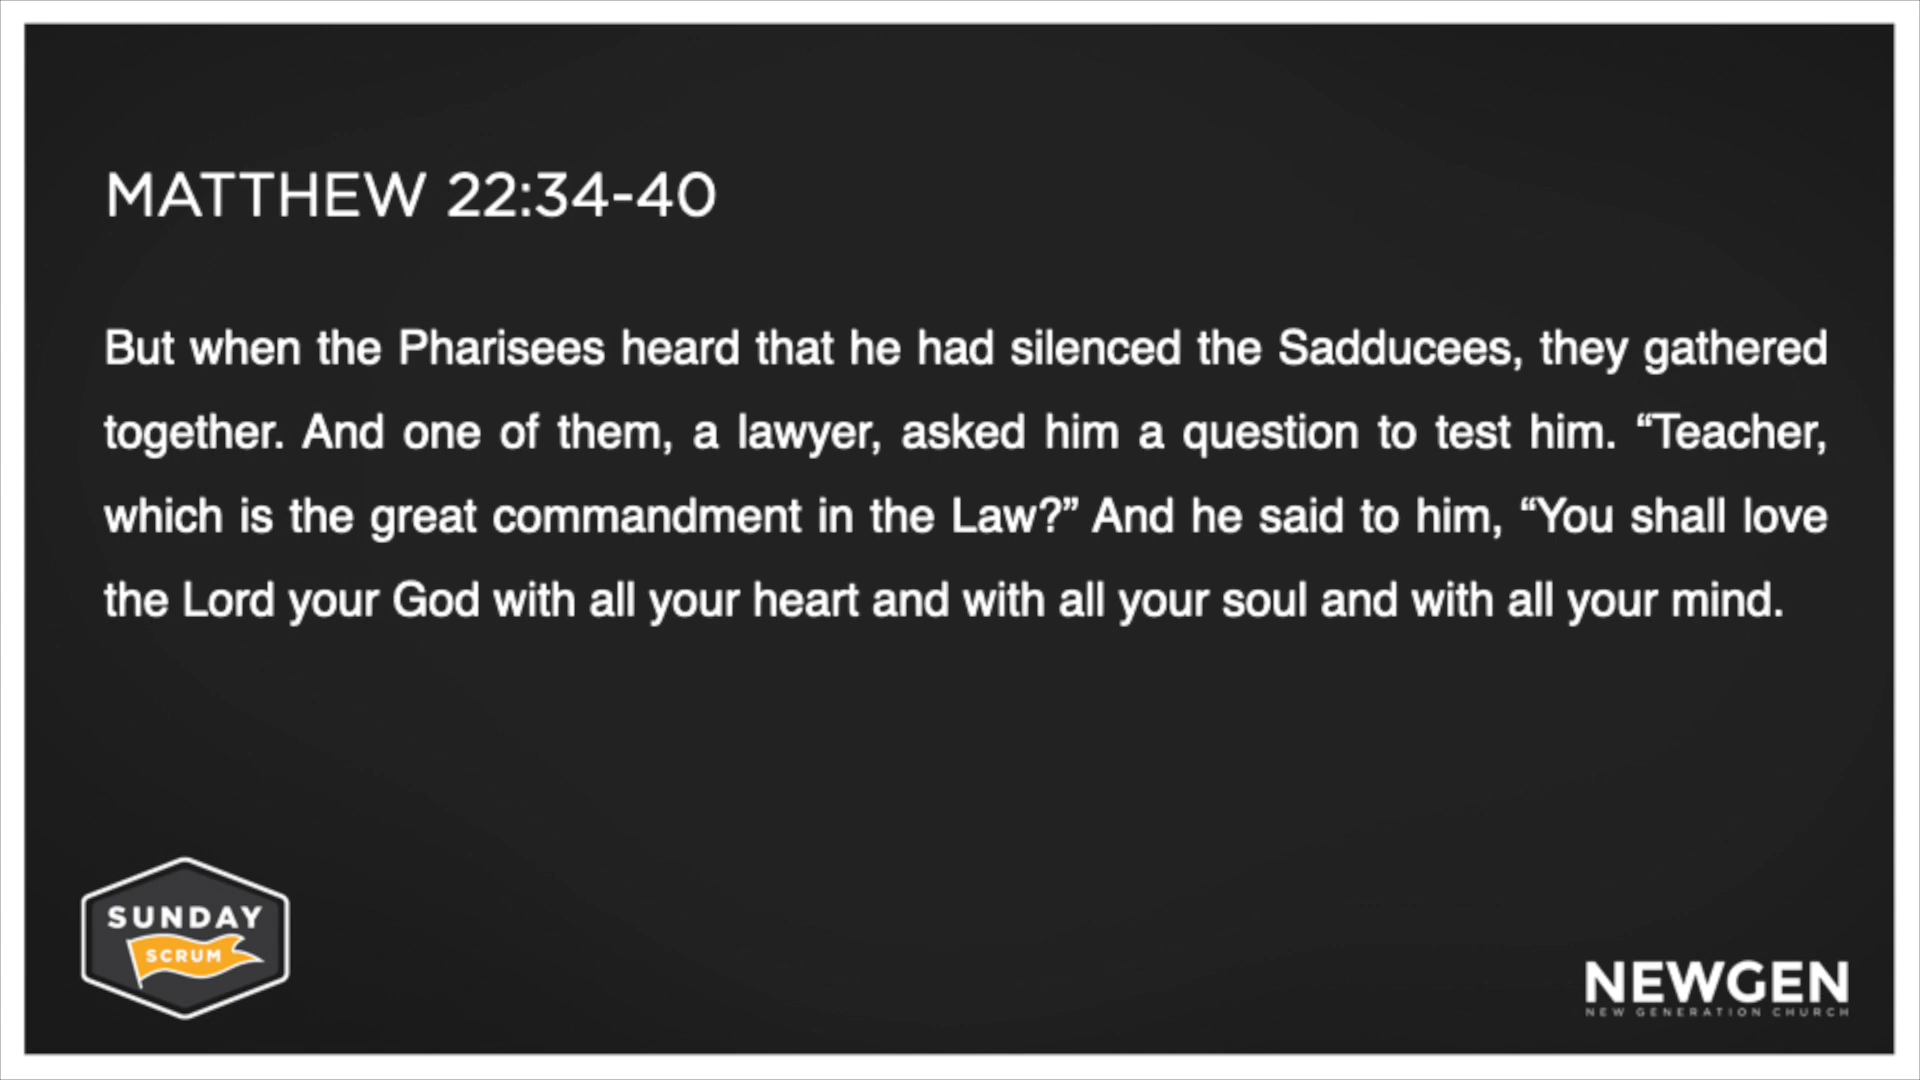 MATTHEW 22:34-40
But when the Pharisees heard that he had silenced the Sadducees, they gathered
together. And one of them, a lawyer, asked him a question to test him. “Teacher,
which is the great commandment in the Law?” And he said to him, “You shall love
the Lord your God with all your heart and with all your soul and with all your mind.
SUNDAY
SCRUM
NEWGEN
NEW GENERATION CHURCH